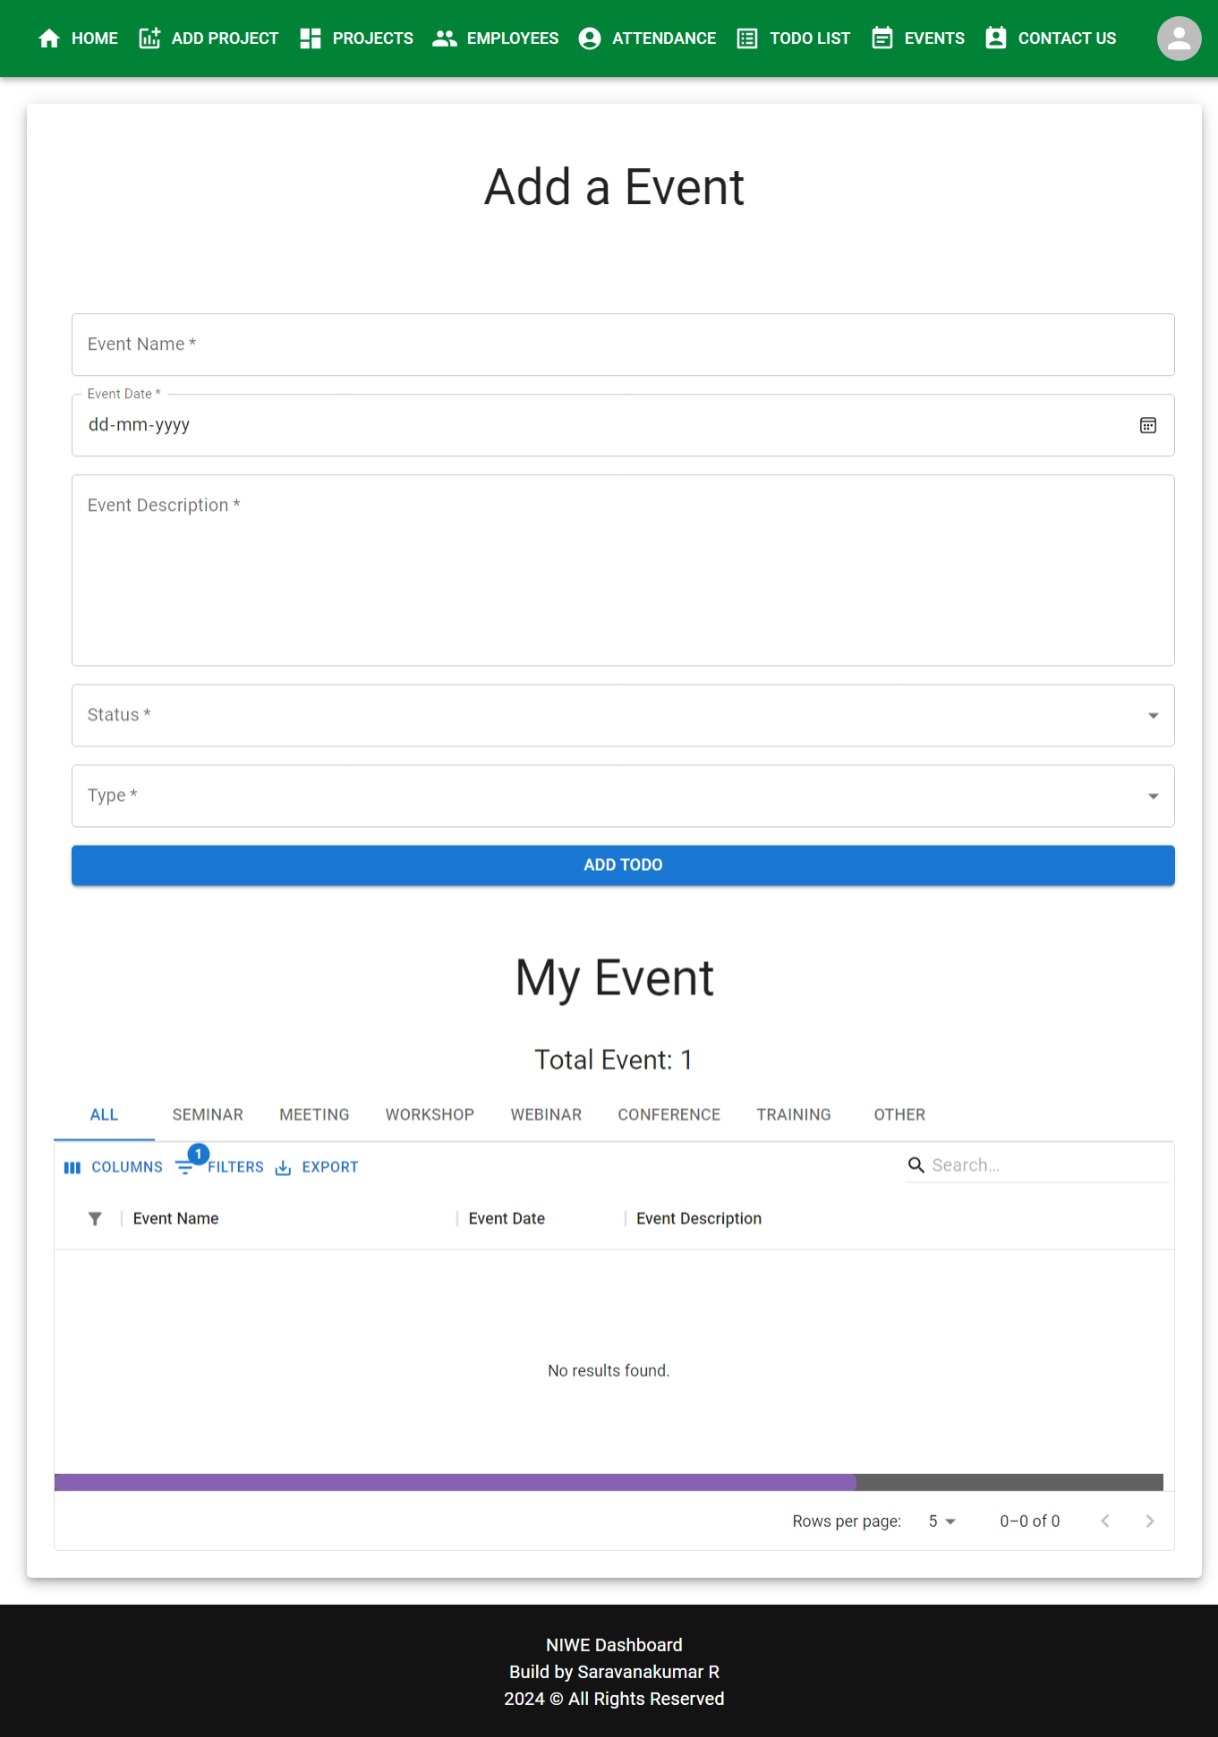 HOME ADD PROJECT PROJECTS EMPLOYEES ATTENDANCE TODO LIST EVENTS CONTACT US
Add a Event
Event Name *
Event Date *
dd-mm-yyyy
Event Description *
Status *
Type *
ADD TODO
My Event
Total Event: 1
ALL SEMINAR MEETING WORKSHOP WEBINAR CONFERENCE TRAINING OTHER
COLUMNS 1 FILTERS EXPORT Search...
Event Name Event Date Event Description
No results found.
Rows per page: 5 0–0 of 0
NIWE Dashboard
Build by Saravanakumar R
2024 © All Rights Reserved